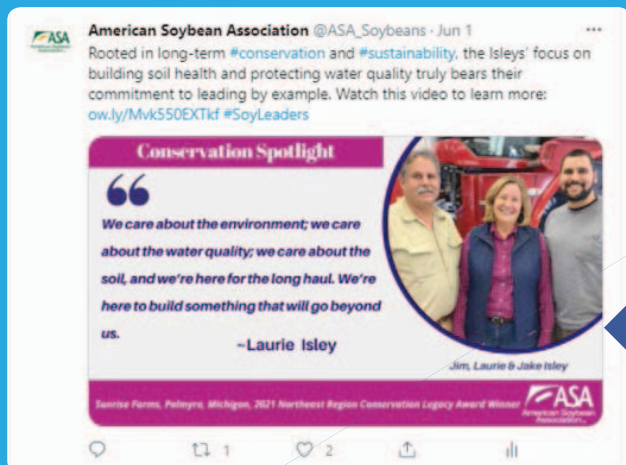 American Soybean Association @ASA_Soybeans · Jun 1
Rooted in long-term #conservation and #sustainability, the Isleys' focus on
building soil health and protecting water quality truly bears their
commitment to leading by example. Watch this video to learn more:
ow.ly/Mvk550EXTkf #SoyLeaders
Conservation Spotlight
We care about the environment; we care
about the water quality; we care about the
soil, and we're here for the long haul. We're
here to build something that will go beyond
us.
~Laurie Isley
Jim, Laurie & Jake Isley
Sunrise Farms, Palmyra, Michigan, 2021 Northeast Region Conservation Legacy Award Winner
ASA
American Soybean
Association
1
2